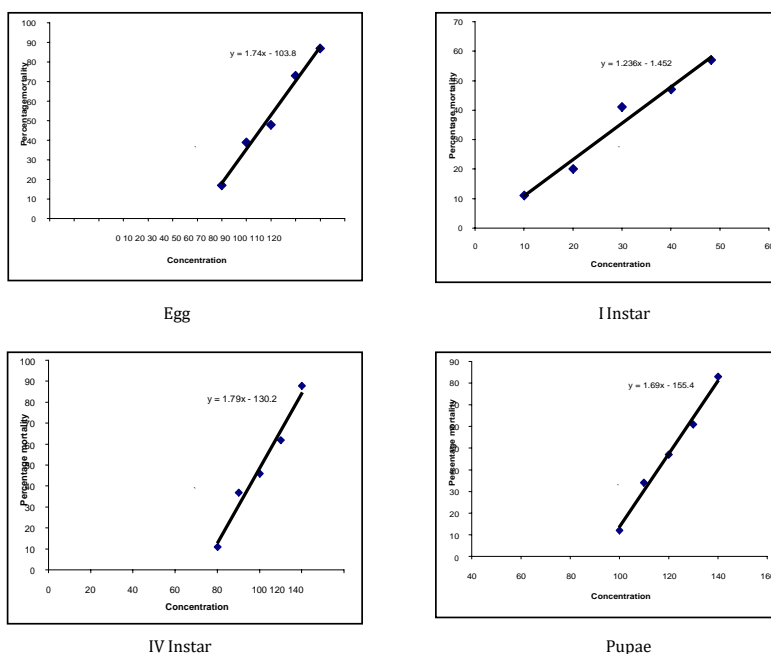 100
90
80
70
60
50
40
30
20
10
0
Percentage mortality
y = 1.74x - 103.8
0 10 20 30 40 50 60 70 80 90 100 110 120
Concentration
Egg
70
60
50
40
30
20
10
0
Percentage mortality
y = 1.236x - 1.452
0 10 20 30 40 50 60
Concentration
I Instar
100
90
80
70
60
50
40
30
20
10
0
Percentage mortality
y = 1.79x - 130.2
0 20 40 60 80 100 120 140
Concentration
IV Instar
90
80
70
60
50
40
30
20
10
0
Percentage mortality
y = 1.69x - 155.4
40 60 80 100 120 140 160
Concentration
Pupae